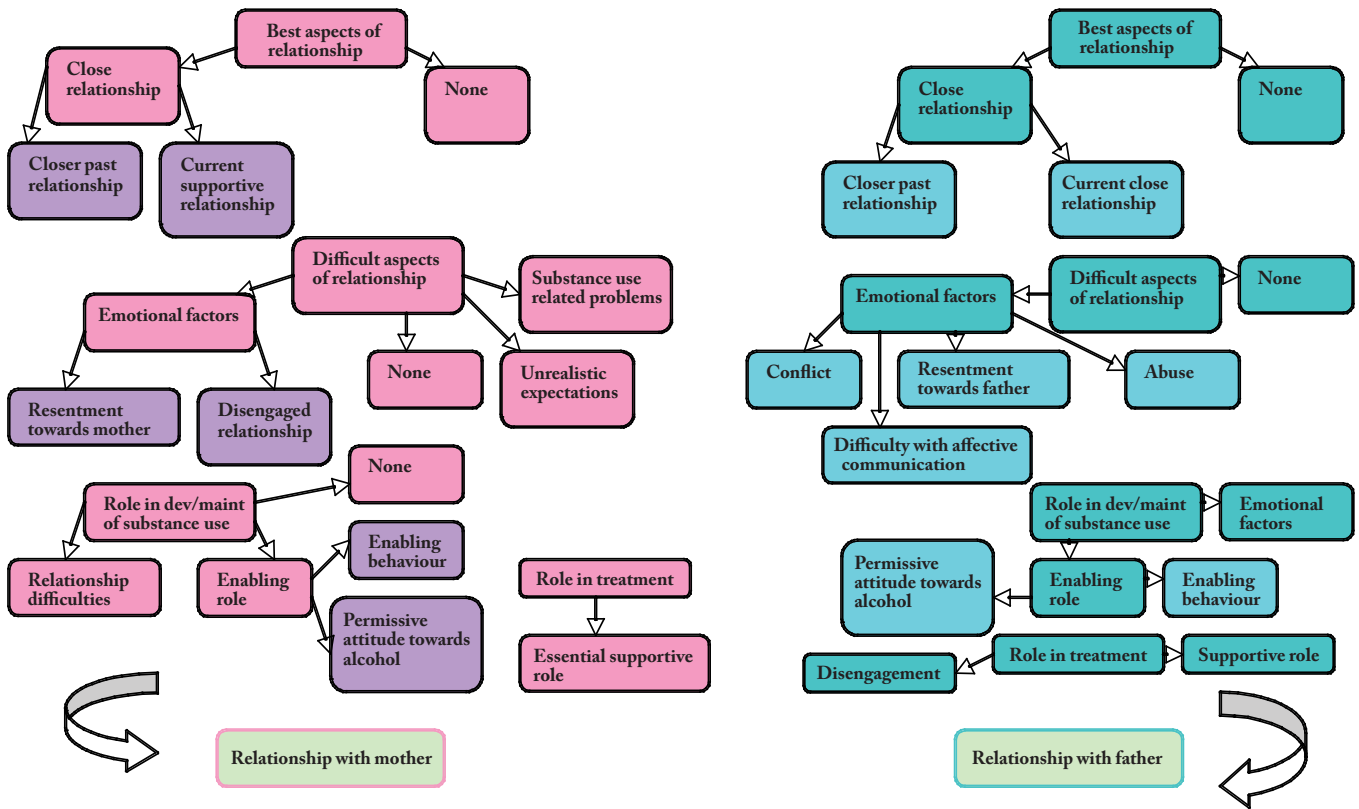 Best aspects of
relationship
Close
relationship
None
Closer past
relationship
Current
supportive
relationship
Difficult aspects
of relationship
Substance use
related problems
Emotional factors
None
Unrealistic
expectations
Resentment
towards mother
Disengaged
relationship
None
Role in dev/maint
of substance use
Enabling
behaviour
Relationship
difficulties
Enabling
role
Role in treatment
Permissive
attitude towards
alcohol
Essential supportive
role
Relationship with mother
Best aspects of
relationship
Close
relationship
None
Closer past
relationship
Current close
relationship
Difficult aspects
of relationship
None
Emotional factors
Conflict
Resentment
towards father
Abuse
Difficulty with affective
communication
Role in dev/maint
of substance use
Emotional
factors
Permissive
attitude towards
alcohol
Enabling
role
Enabling
behaviour
Disengagement
Role in treatment
Supportive role
Relationship with father